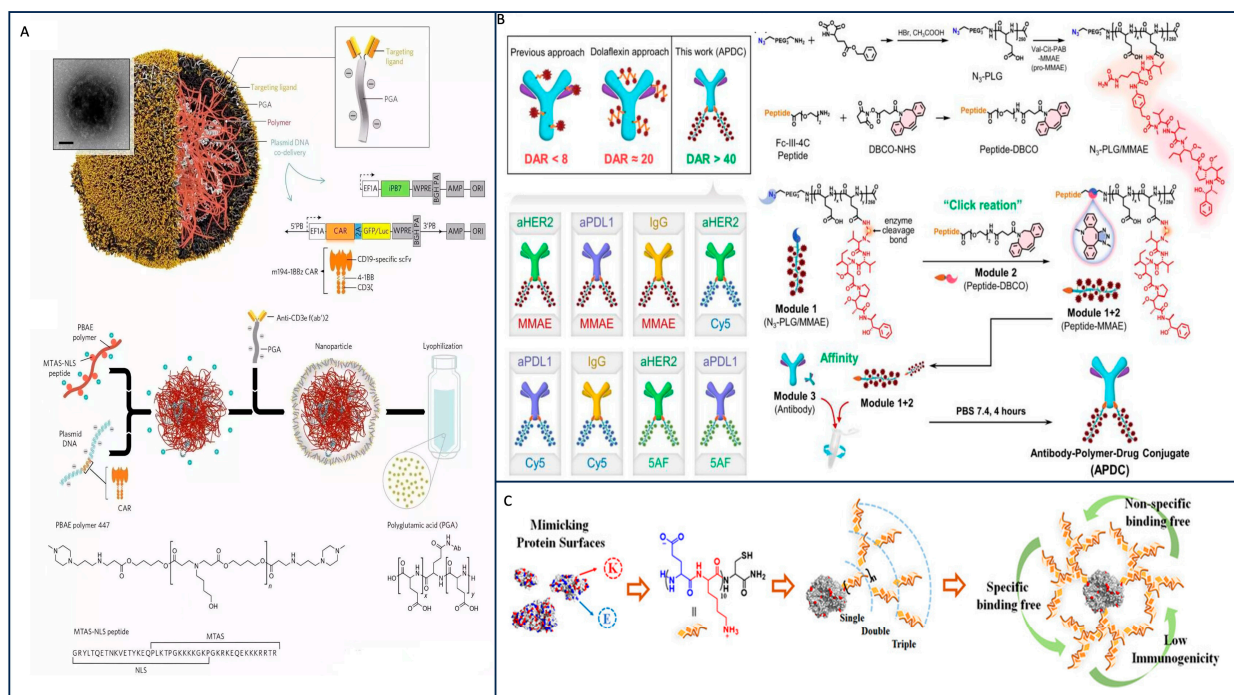 A
Targeting
ligand
PGA
Targeting ligand
PGA
Polymer
Plasmid DNA
co-delivery
EF1A
iPB7
WPRE
BGH PA
AMP
ORI
5'PB
EF1A
CAR
2A
GFP/Luc
WPRE
BGH PA
3'PB
AMP
ORI
m194-1BBz CAR
CD19-specific scFv
4-1BB
CD3ζ
Anti-CD3e f(ab')2
PGA
PBAE
polymer
MTAS-NLS
peptide
Plasmid
DNA
CAR
Nanoparticle
Lyophilization
PBAE polymer 447
Polyglutamic acid (PGA)
MTAS-NLS peptide
MTAS
GRYLTQETNKVETYKEQPLKTPGKKKKGKPGKRKEQEKKKRRTR
NLS
B
Previous
approach
DAR < 8
Dolaflexin
approach
DAR ≈ 20
This work
(APDC)
DAR > 40
aHER2
aPDL1
IgG
aHER2
MMAE
MMAE
MMAE
Cy5
aPDL1
IgG
aHER2
aPDL1
Cy5
Cy5
5AF
5AF
HBr, CH₃COOH
N₃-PLG
Val-Cit-PAB
-MMAE
(pro-MMAE)
N₃-PLG/MMAE
Peptide
Fc-III-4C
Peptide
DBCO-NHS
Peptide
Peptide-DBCO
enzyme
cleavage
bond
Module 1
(N₃-PLG/MMAE)
"Click reation"
Peptide
Module 2
(Peptide-DBCO)
Peptide
Module 1+2
(Peptide-MMAE)
Affinity
Module 3
(Antibody)
Module 1+2
PBS 7.4, 4 hours
Antibody-Polymer-Drug Conjugate
(APDC)
C
Mimicking
Protein Surfaces
K
E
Single
Double
Triple
Non-specific
binding free
Specific
binding free
Low
Immunogenicity